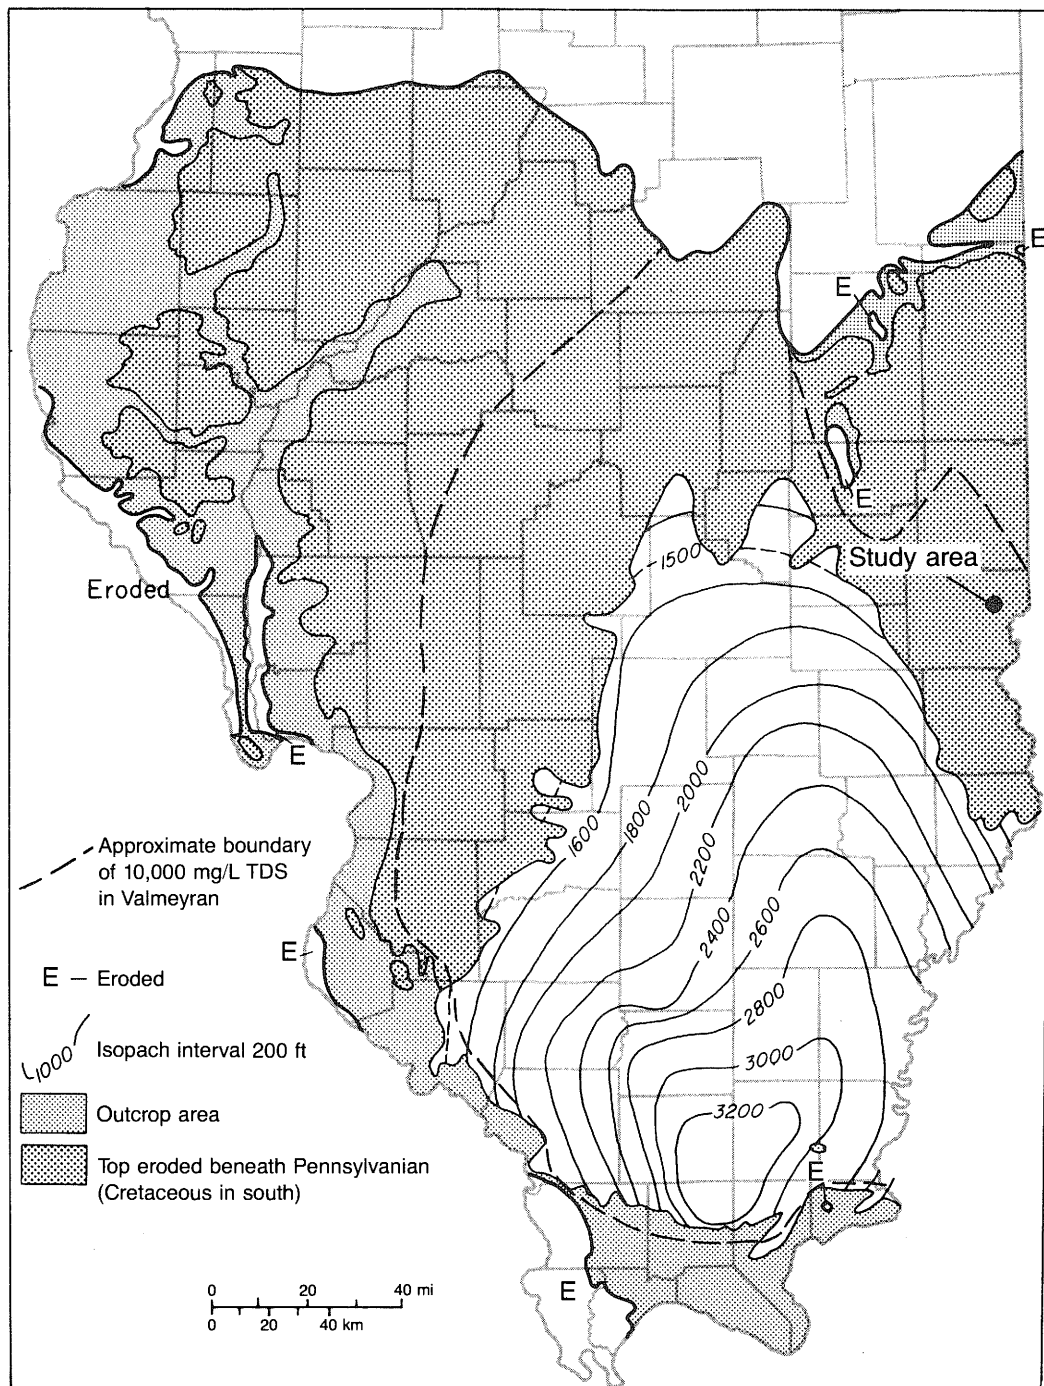 E
E
1500
E
Study area
Eroded
E
2000
1800
1600
2200
Approximate boundary
of 10,000 mg/L TDS
in Valmeyran
2400
2600
E
E – Eroded
2800
1000
Isopach interval 200 ft
3000
Outcrop area
3200
Top eroded beneath Pennsylvanian
(Cretaceous in south)
E
E
0 20 40 mi
0 20 40 km